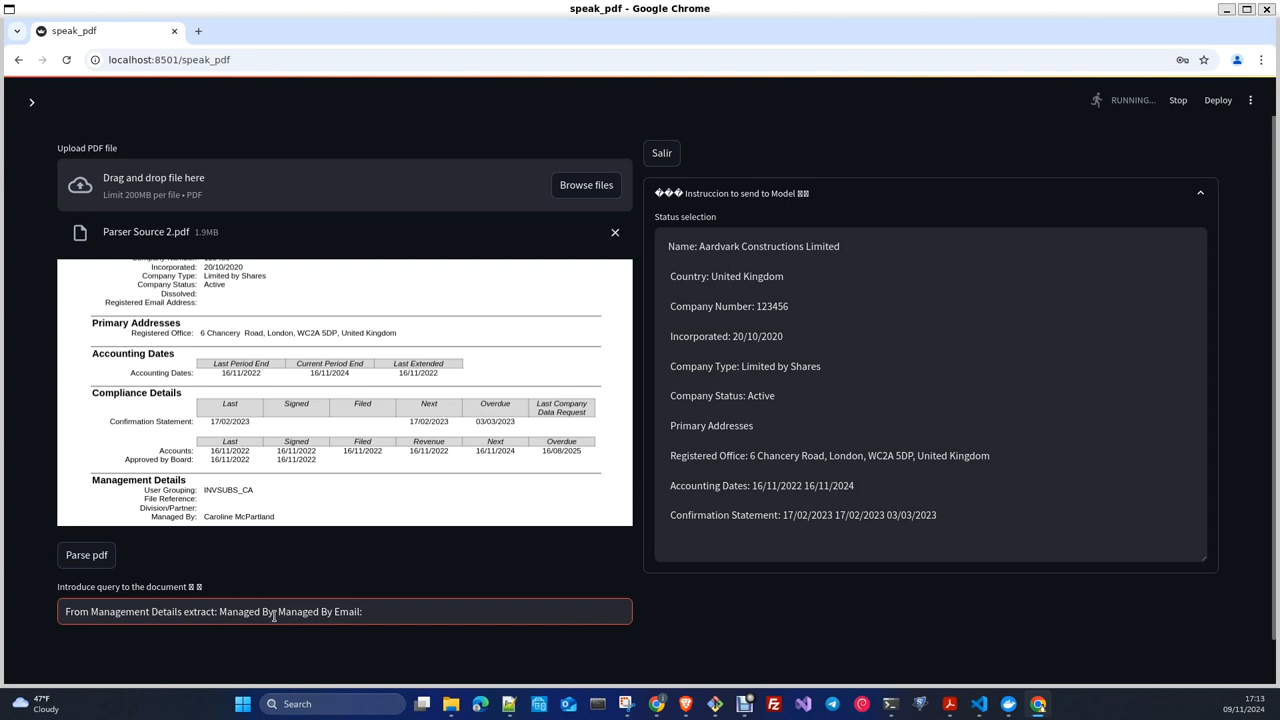 speak_pdf - Google Chrome
speak_pdf
localhost:8501/speak_pdf
RUNNING... Stop Deploy
Upload PDF file
Drag and drop file here
Limit 200MB per file • PDF
Browse files
Parser Source 2.pdf 1.9MB
Incorporated: 20/10/2020
Company Type: Limited by Shares
Company Status: Active
Dissolved:
Registered Email Address:
Primary Addresses
Registered Office: 6 Chancery Road, London, WC2A 5DP, United Kingdom
Accounting Dates
Last Period End Current Period End Last Extended
Accounting Dates: 16/11/2022 16/11/2024 16/11/2022
Compliance Details
Last Signed Filed Next Overdue Last Company
Data Request
Confirmation Statement: 17/02/2023 17/02/2023 03/03/2023
Last Signed Filed Revenue Next Overdue
Accounts: 16/11/2022 16/11/2022 16/11/2022 16/11/2022 16/11/2024 16/08/2025
Approved by Board: 16/11/2022 16/11/2022
Management Details
User Grouping: INVSUBS_CA
File Reference:
Division/Partner:
Managed By: Caroline McPartland
Parse pdf
Introduce query to the document
From Management Details extract: Managed By: Managed By Email:
Salir
��� Instruccion to send to Model
Status selection
Name: Aardvark Constructions Limited
Country: United Kingdom
Company Number: 123456
Incorporated: 20/10/2020
Company Type: Limited by Shares
Company Status: Active
Primary Addresses
Registered Office: 6 Chancery Road, London, WC2A 5DP, United Kingdom
Accounting Dates: 16/11/2022 16/11/2024
Confirmation Statement: 17/02/2023 17/02/2023 03/03/2023
47°F
Cloudy
Search
17:13
09/11/2024